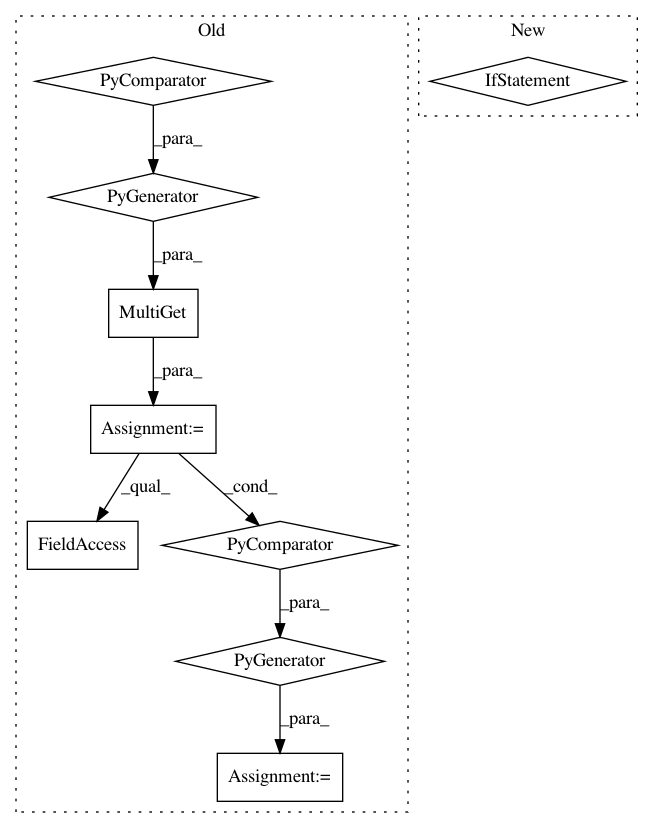 Old
New
PyComparator
IfStatement
_para_
PyGenerator
_para_
MultiGet
_para_
Assignment:=
_qual_
_cond_
FieldAccess
PyComparator
_para_
PyGenerator
_para_
Assignment:=